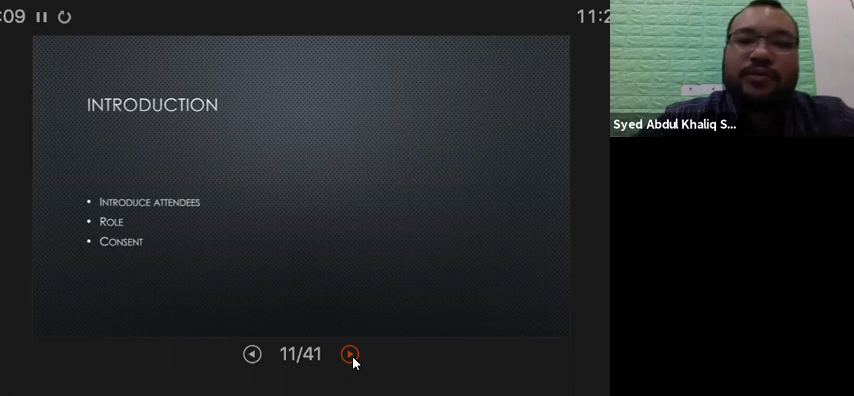 :09
11:2
INTRODUCTION
• INTRODUCE ATTENDEES
• ROLE
• CONSENT
11/41
Syed Abdul Khaliq S...